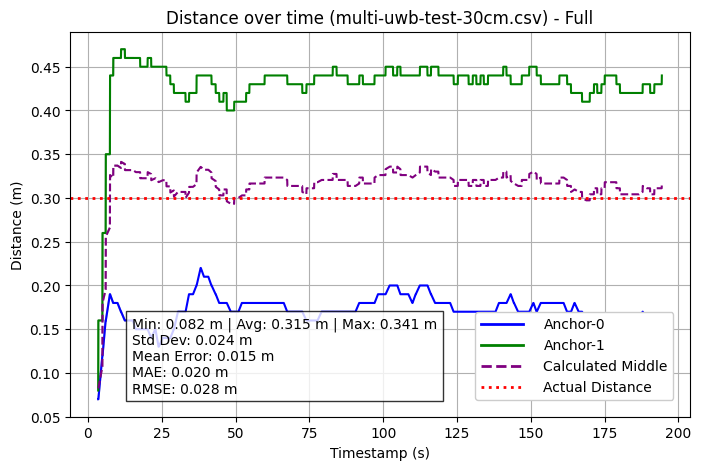 Distance over time (multi-uwb-test-30cm.csv) - Full
Distance (m)
0.45
0.40
0.35
0.30
0.25
0.20
0.15
0.10
0.05
Min: 0.082 m | Avg: 0.315 m | Max: 0.341 m
Std Dev: 0.024 m
Mean Error: 0.015 m
MAE: 0.020 m
RMSE: 0.028 m
Anchor-0
Anchor-1
Calculated Middle
Actual Distance
0 25 50 75 100 125 150 175 200
Timestamp (s)